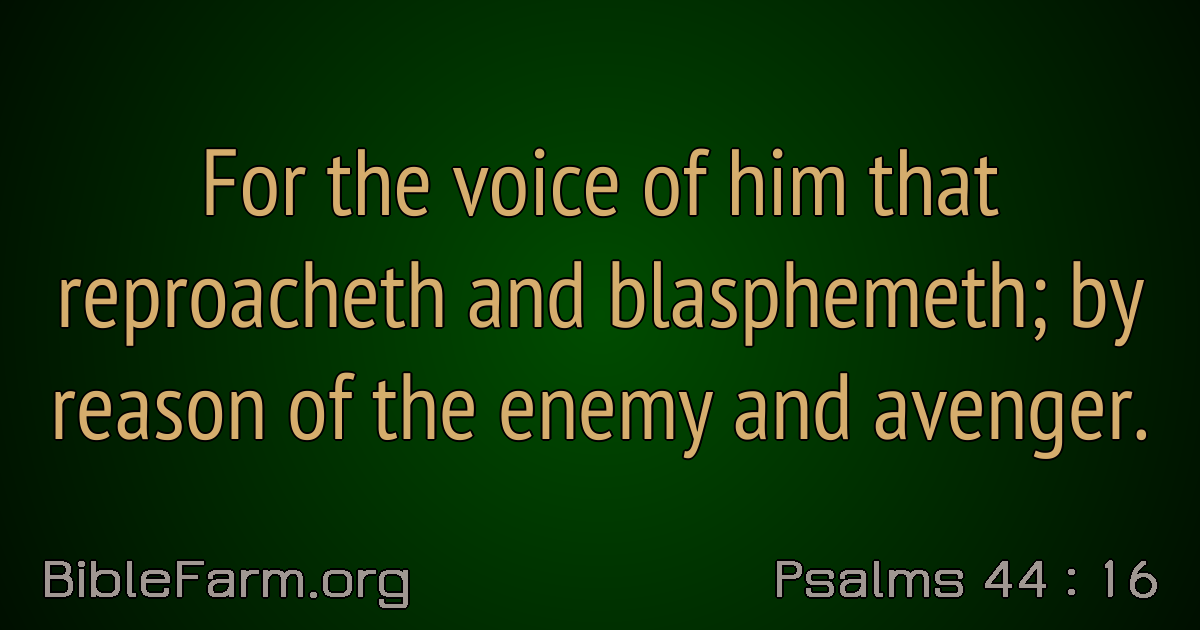 For the voice of him that
reproacheth and blasphemeth; by
reason of the enemy and avenger.
BibleFarm.org
Psalms 44 : 16